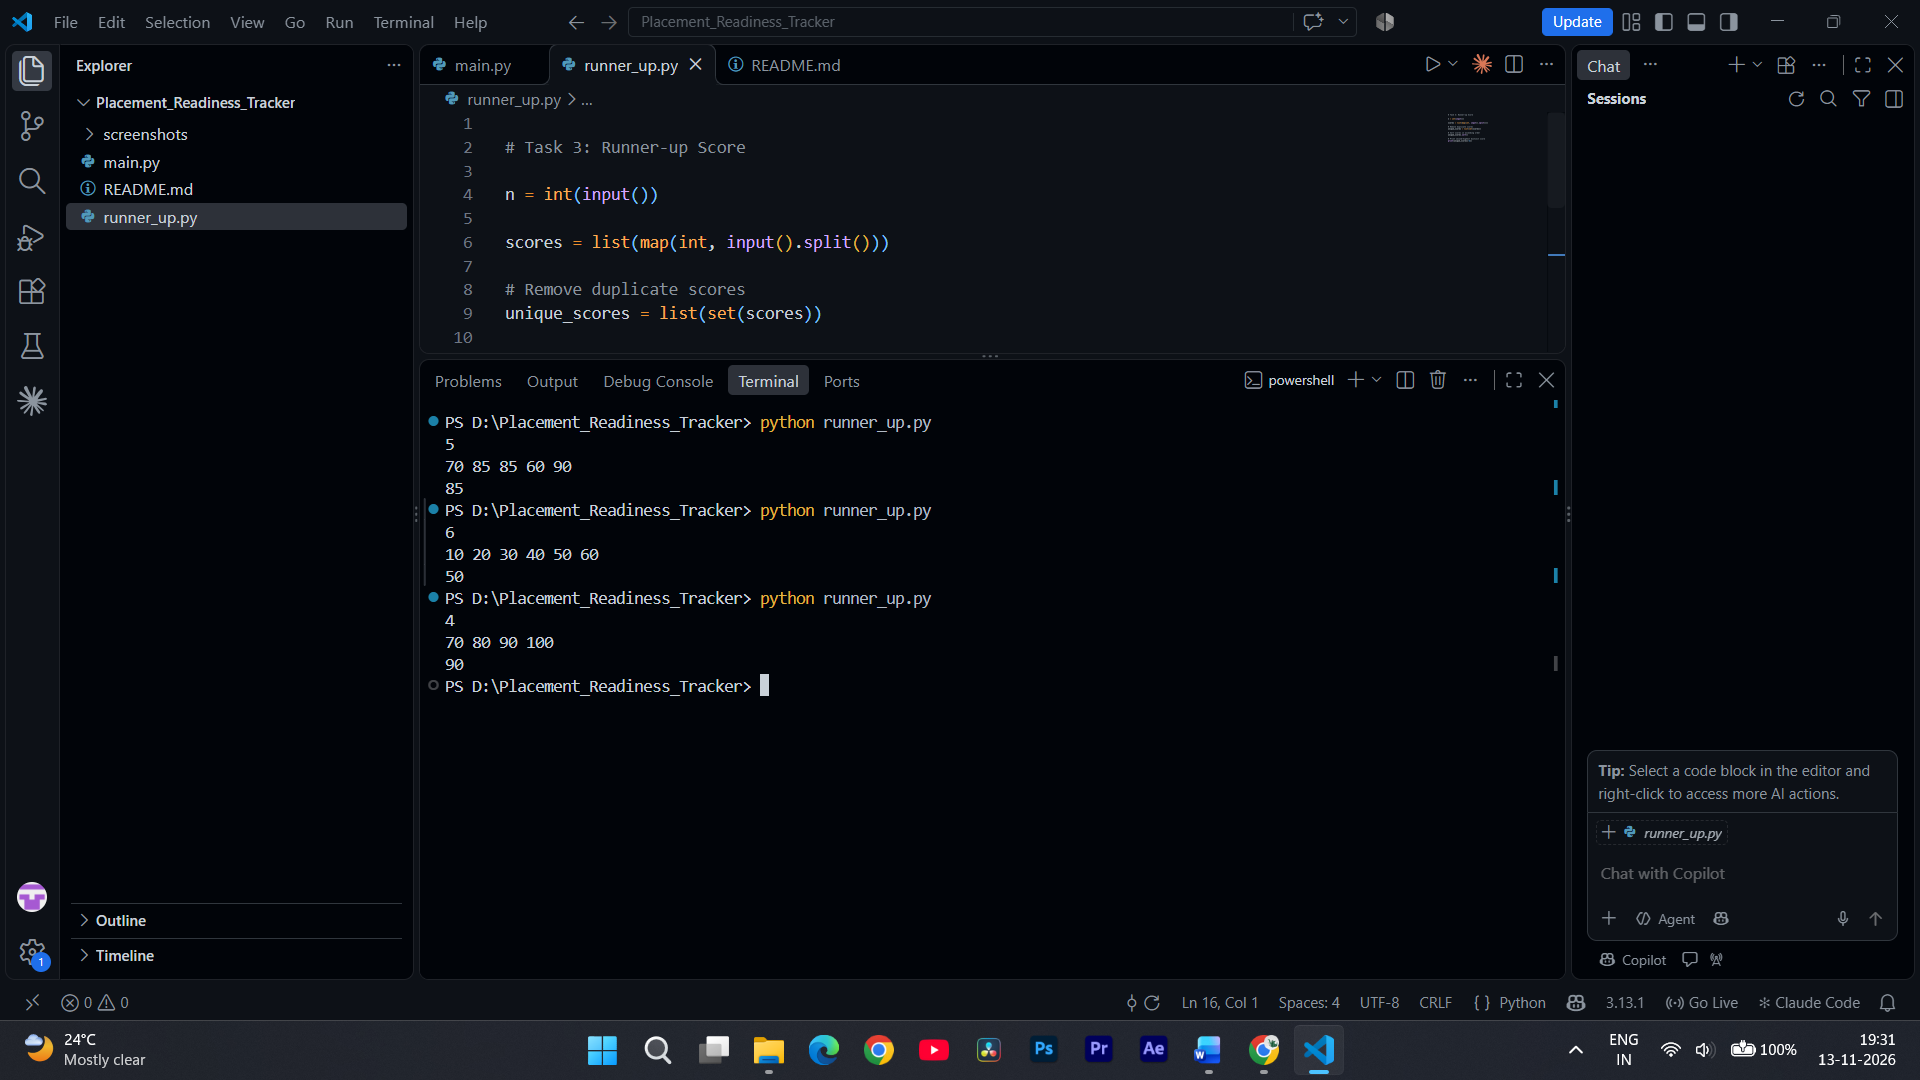 File Edit Selection View Go Run Terminal Help
Placement_Readiness_Tracker
Update
Explorer
Placement_Readiness_Tracker
screenshots
main.py
README.md
runner_up.py
Outline
Timeline
1
main.py
runner_up.py
README.md
runner_up.py > ...
1
2 # Task 3: Runner-up Score
3
4 n = int(input())
5
6 scores = list(map(int, input().split()))
7
8 # Remove duplicate scores
9 unique_scores = list(set(scores))
10
Problems Output Debug Console Terminal Ports
powershell
PS D:\Placement_Readiness_Tracker> python runner_up.py
5
70 85 85 60 90
85
PS D:\Placement_Readiness_Tracker> python runner_up.py
6
10 20 30 40 50 60
50
PS D:\Placement_Readiness_Tracker> python runner_up.py
4
70 80 90 100
90
PS D:\Placement_Readiness_Tracker>
Chat
Sessions
Tip: Select a code block in the editor and
right-click to access more AI actions.
runner_up.py
Chat with Copilot
Agent
Copilot
0 0
Ln 16, Col 1 Spaces: 4 UTF-8 CRLF { } Python 3.13.1 Go Live Claude Code
24°C
Mostly clear
Ps Pr Ae W
ENG
IN
100%
19:31
13-11-2026